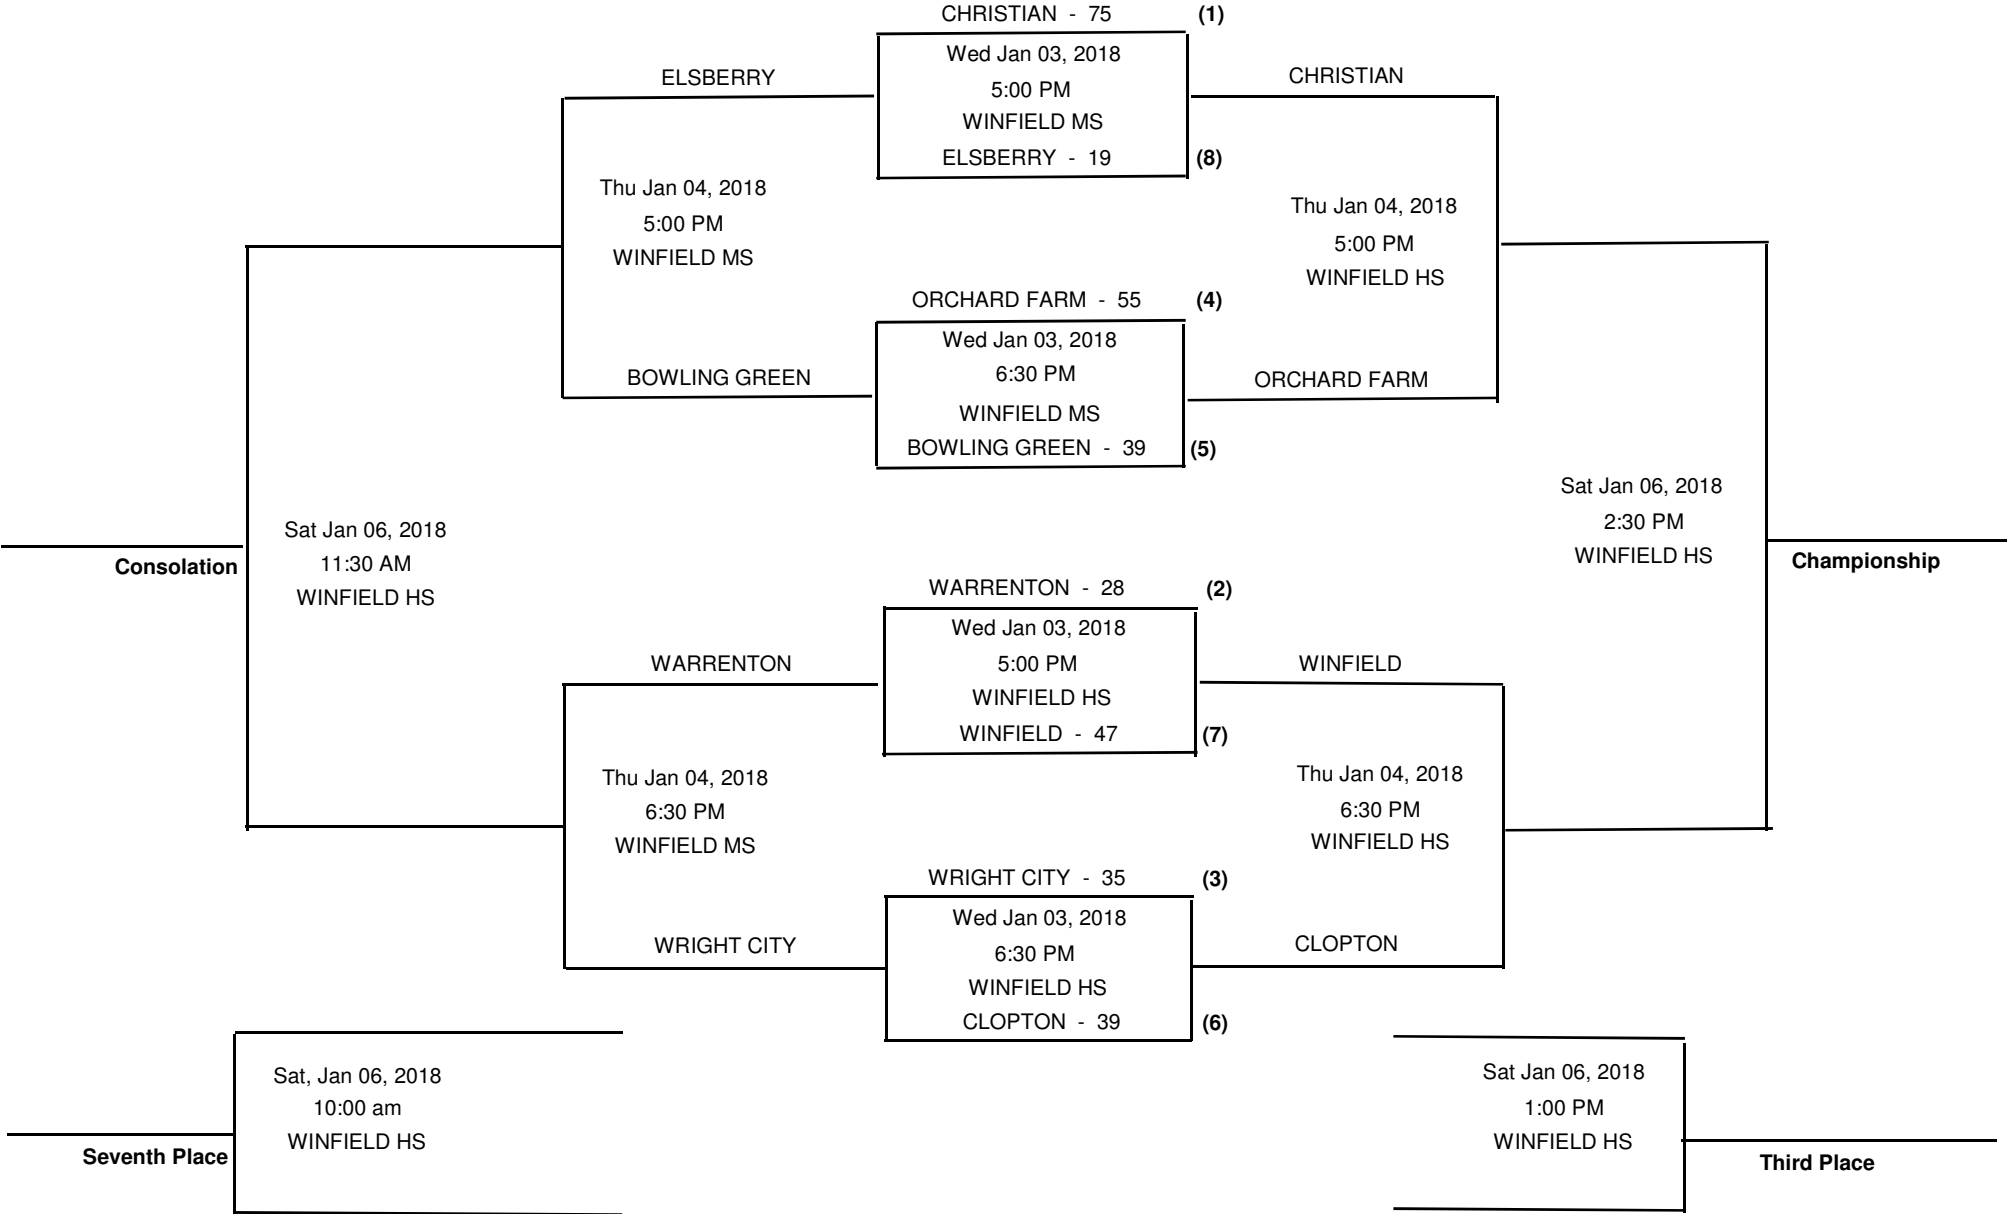 CHRISTIAN - 75 (1)
Wed Jan 03, 2018
5:00 PM
WINFIELD MS
ELSBERRY - 19 (8)
ELSBERRY
CHRISTIAN
Thu Jan 04, 2018
5:00 PM
WINFIELD MS
Thu Jan 04, 2018
5:00 PM
WINFIELD HS
ORCHARD FARM - 55 (4)
Wed Jan 03, 2018
6:30 PM
WINFIELD MS
BOWLING GREEN - 39 (5)
BOWLING GREEN
ORCHARD FARM
Sat Jan 06, 2018
11:30 AM
WINFIELD HS
Consolation
Sat Jan 06, 2018
2:30 PM
WINFIELD HS
Championship
WARRENTON - 28 (2)
Wed Jan 03, 2018
5:00 PM
WINFIELD HS
WINFIELD - 47 (7)
WARRENTON
WINFIELD
Thu Jan 04, 2018
6:30 PM
WINFIELD MS
Thu Jan 04, 2018
6:30 PM
WINFIELD HS
WRIGHT CITY - 35 (3)
Wed Jan 03, 2018
6:30 PM
WINFIELD HS
CLOPTON - 39 (6)
WRIGHT CITY
CLOPTON
Sat, Jan 06, 2018
10:00 am
WINFIELD HS
Seventh Place
Sat Jan 06, 2018
1:00 PM
WINFIELD HS
Third Place